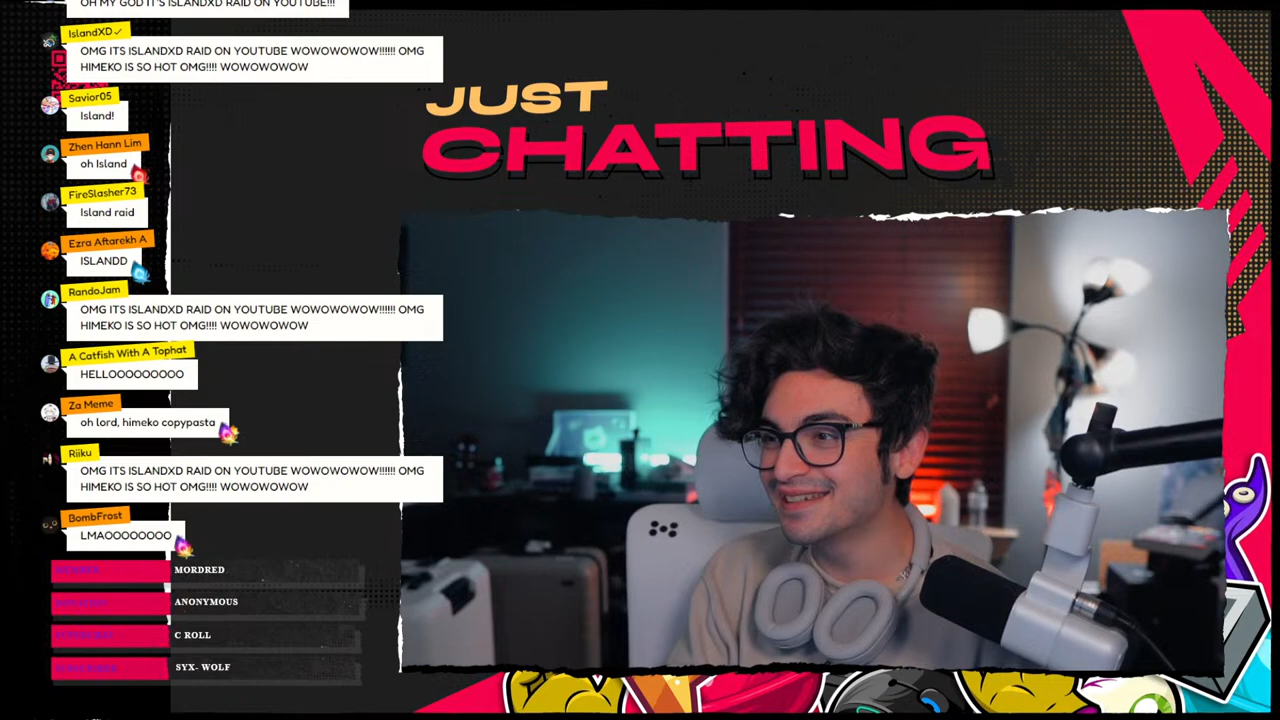 OH MY GOD IT'S ISLANDXD RAID ON YOUTUBE!!!
IslandXD
OMG ITS ISLANDXD RAID ON YOUTUBE WOWOWOWOW!!!!!! OMG
HIMEKO IS SO HOT OMG!!!! WOWOWOWOW
Savior05
Island!
Zhen Hann Lim
oh Island
FireSlasher73
Island raid
Ezra Aftarekh A
ISLANDD
RandoJam
OMG ITS ISLANDXD RAID ON YOUTUBE WOWOWOWOW!!!!!! OMG
HIMEKO IS SO HOT OMG!!!! WOWOWOWOW
A Catfish With A Tophat
HELLOOOOOOOOO
Za Meme
oh lord, himeko copypasta
Riiku
OMG ITS ISLANDXD RAID ON YOUTUBE WOWOWOWOW!!!!!! OMG
HIMEKO IS SO HOT OMG!!!! WOWOWOWOW
BombFrost
LMAOOOOOOOO
MORDRED
ANONYMOUS
C ROLL
SYX- WOLF
JUST
CHATTING